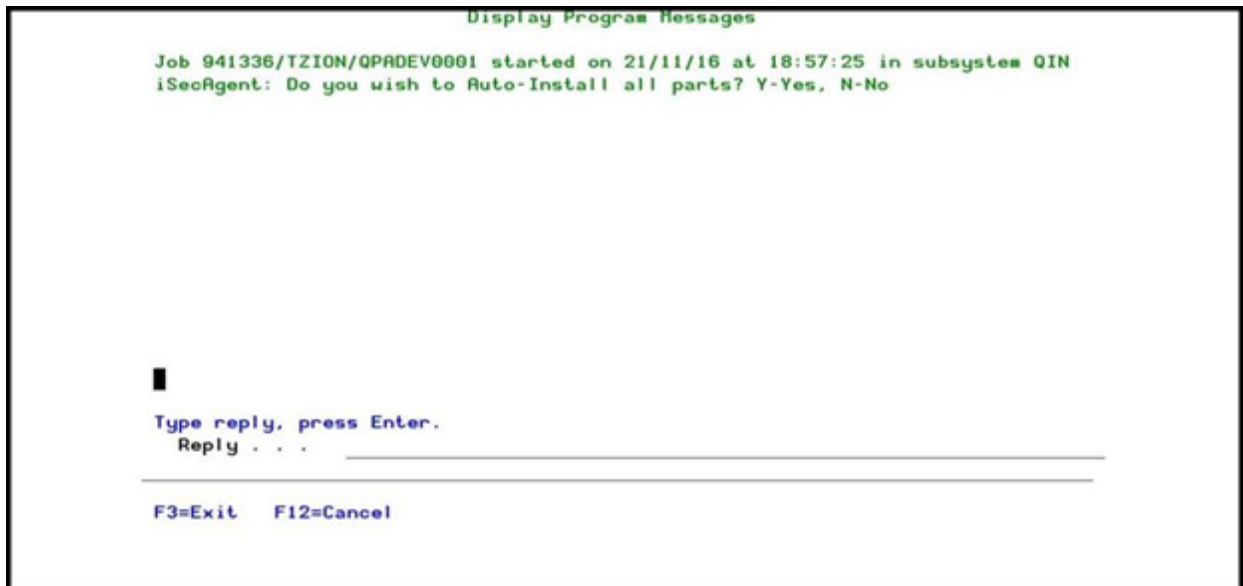 Display Program Messages
Job 941336/TZION/QPADEV0001 started on 21/11/16 at 18:57:25 in subsystem QIN
iSecAgent: Do you wish to Auto-Install all parts? Y-Yes, N-No
Type reply, press Enter.
Reply . . .
F3=Exit F12=Cancel